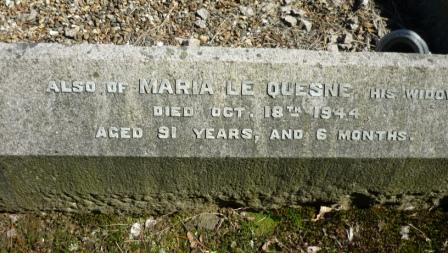 ALSO OF MARIA LE QUESNE, HIS WIDOW
DIED OCT. 18TH 1944
AGED 91 YEARS, AND 6 MONTHS.